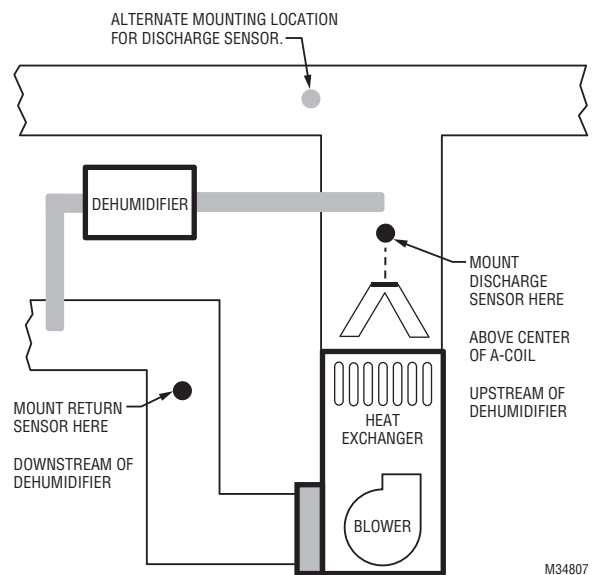 ALTERNATE MOUNTING LOCATION
FOR DISCHARGE SENSOR.
DEHUMIDIFIER
MOUNT
DISCHARGE
SENSOR HERE
ABOVE CENTER
OF A-COIL
UPSTREAM OF
DEHUMIDIFIER
MOUNT RETURN
SENSOR HERE
DOWNSTREAM OF
DEHUMIDIFIER
HEAT
EXCHANGER
BLOWER
M34807